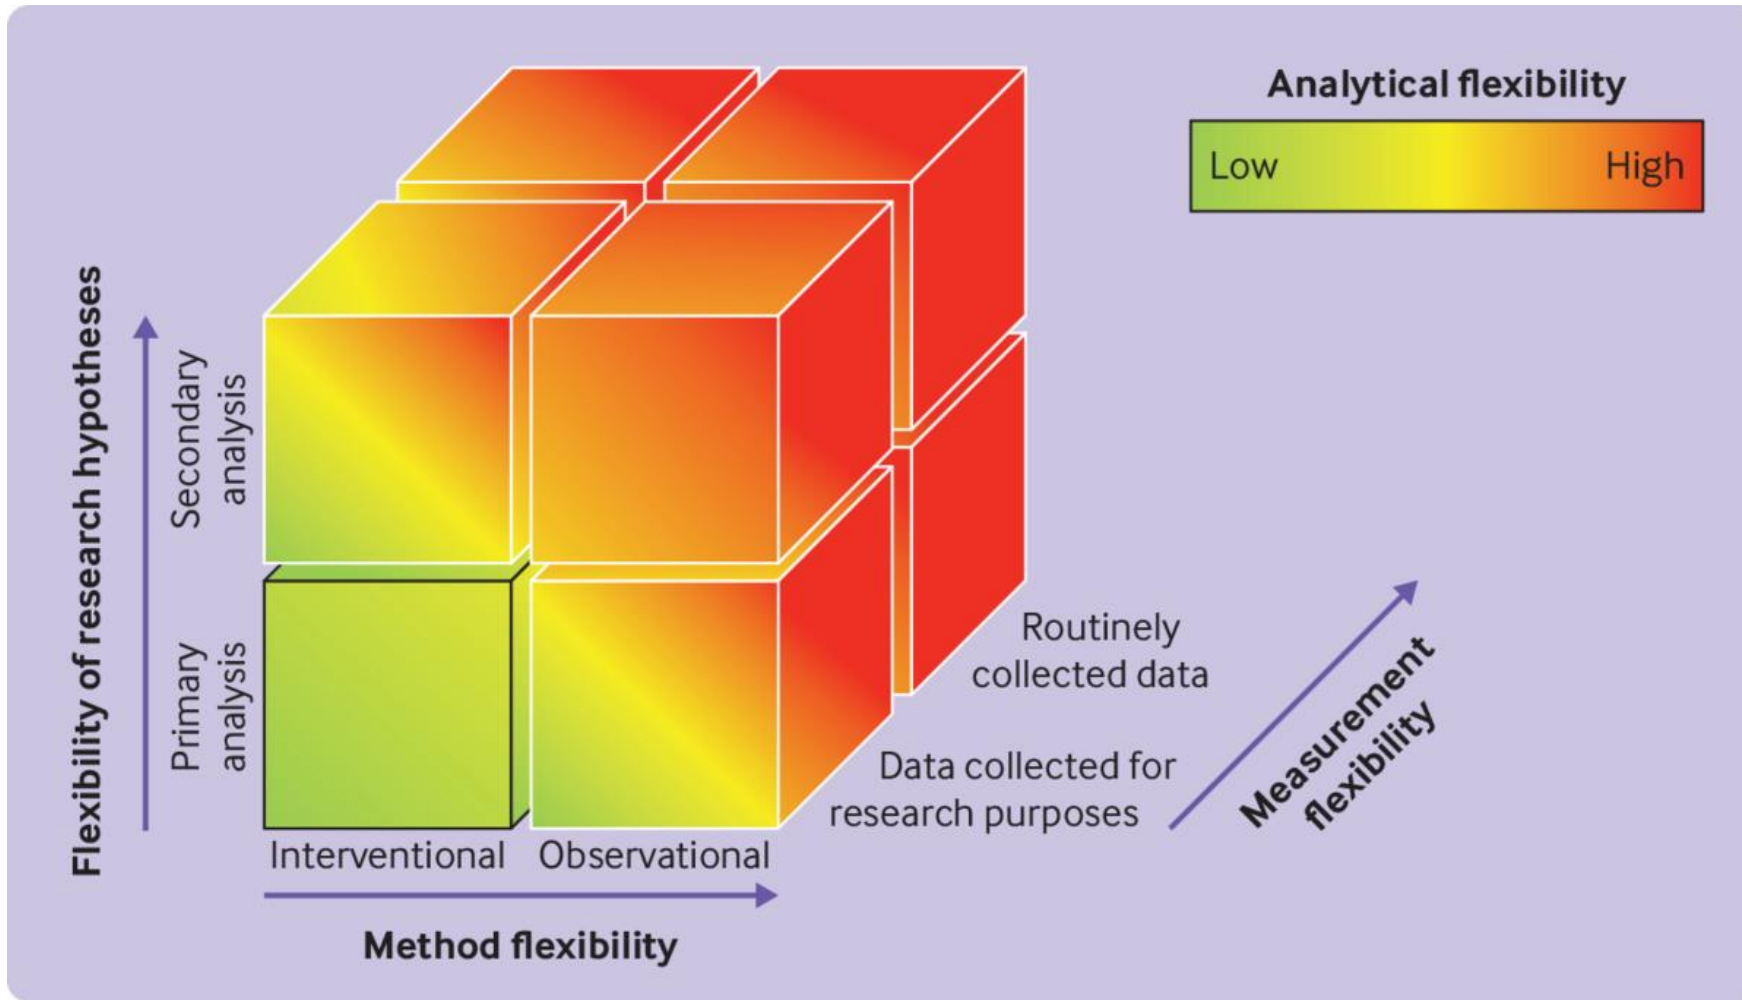 Analytical flexibility
Low
High
Flexibility of research hypotheses
Secondary
analysis
Primary
analysis
Interventional
Observational
Method flexibility
Routinely
collected data
Data collected for
research purposes
Measurement
flexibility